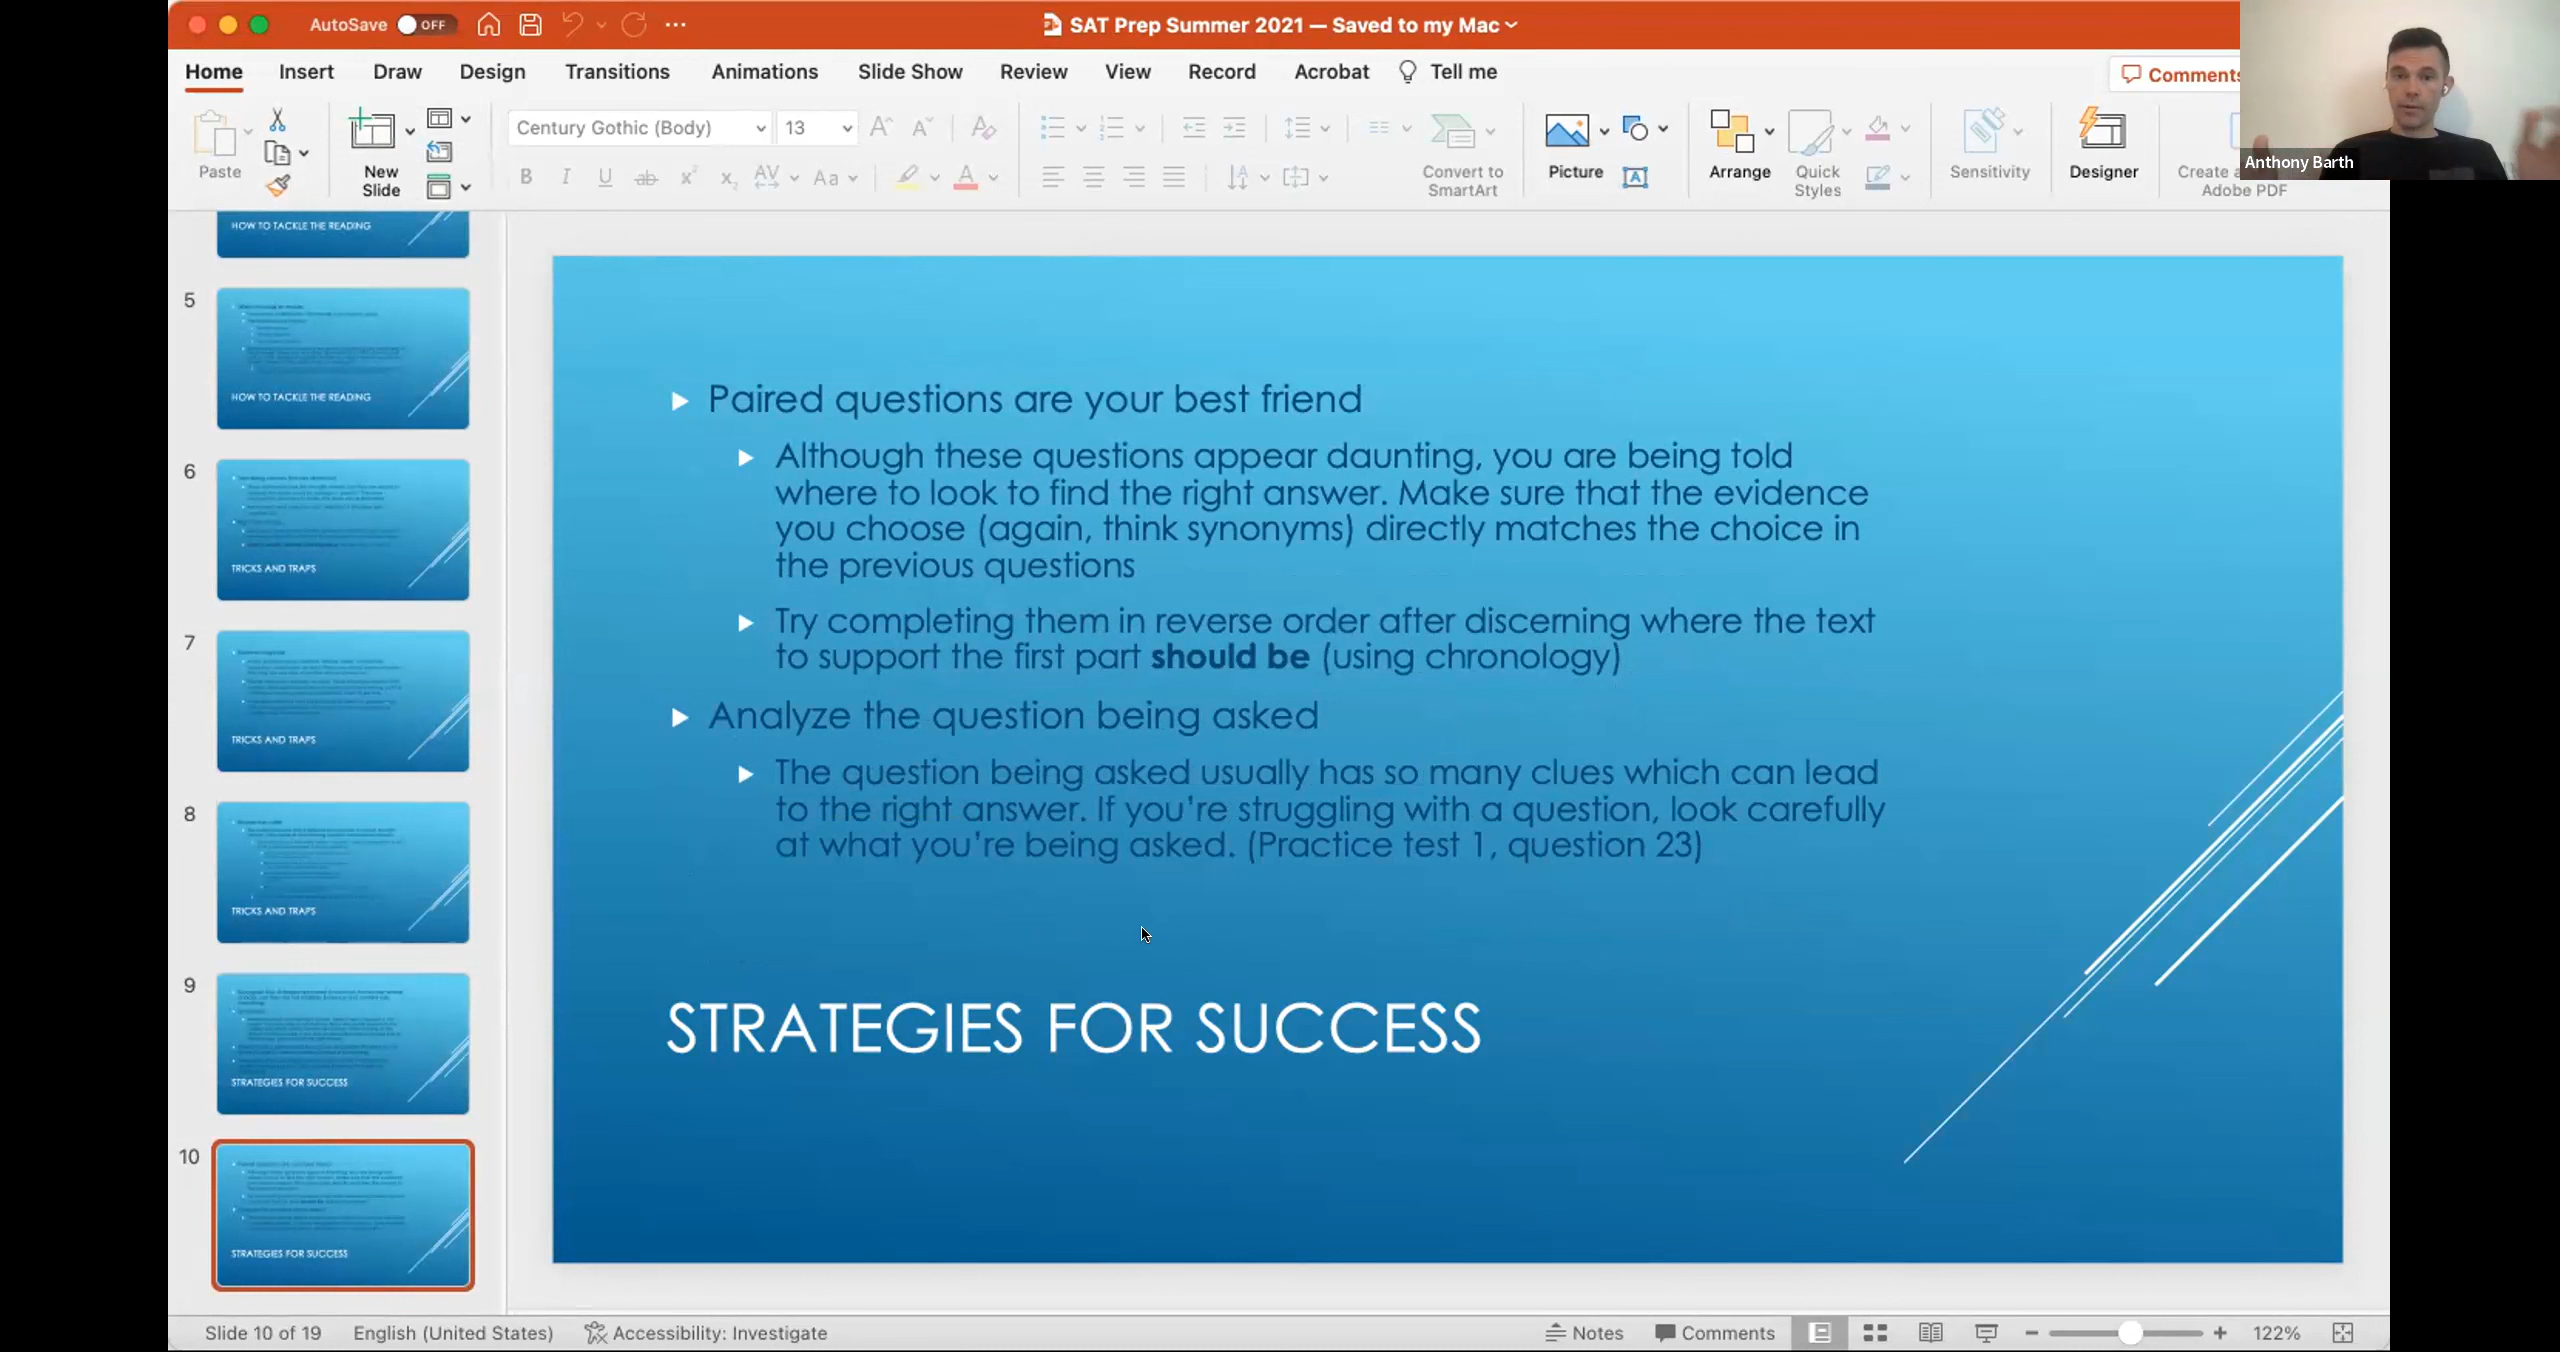 AutoSave OFF
SAT Prep Summer 2021 — Saved to my Mac
Home Insert Draw Design Transitions Animations Slide Show Review View Record Acrobat Tell me
Comments
Century Gothic (Body) 13
Paste
New
Slide
Convert to
SmartArt
Picture
Arrange
Quick
Styles
Sensitivity
Designer
Create a
Adobe PDF
Anthony Barth
HOW TO TACKLE THE READING
5
HOW TO TACKLE THE READING
6
TRICKS AND TRAPS
7
TRICKS AND TRAPS
8
TRICKS AND TRAPS
9
STRATEGIES FOR SUCCESS
10
STRATEGIES FOR SUCCESS
Paired questions are your best friend
Although these questions appear daunting, you are being told
where to look to find the right answer. Make sure that the evidence
you choose (again, think synonyms) directly matches the choice in
the previous questions
Try completing them in reverse order after discerning where the text
to support the first part should be (using chronology)
Analyze the question being asked
The question being asked usually has so many clues which can lead
to the right answer. If you're struggling with a question, look carefully
at what you're being asked. (Practice test 1, question 23)
STRATEGIES FOR SUCCESS
Slide 10 of 19 English (United States) Accessibility: Investigate Notes Comments 122%